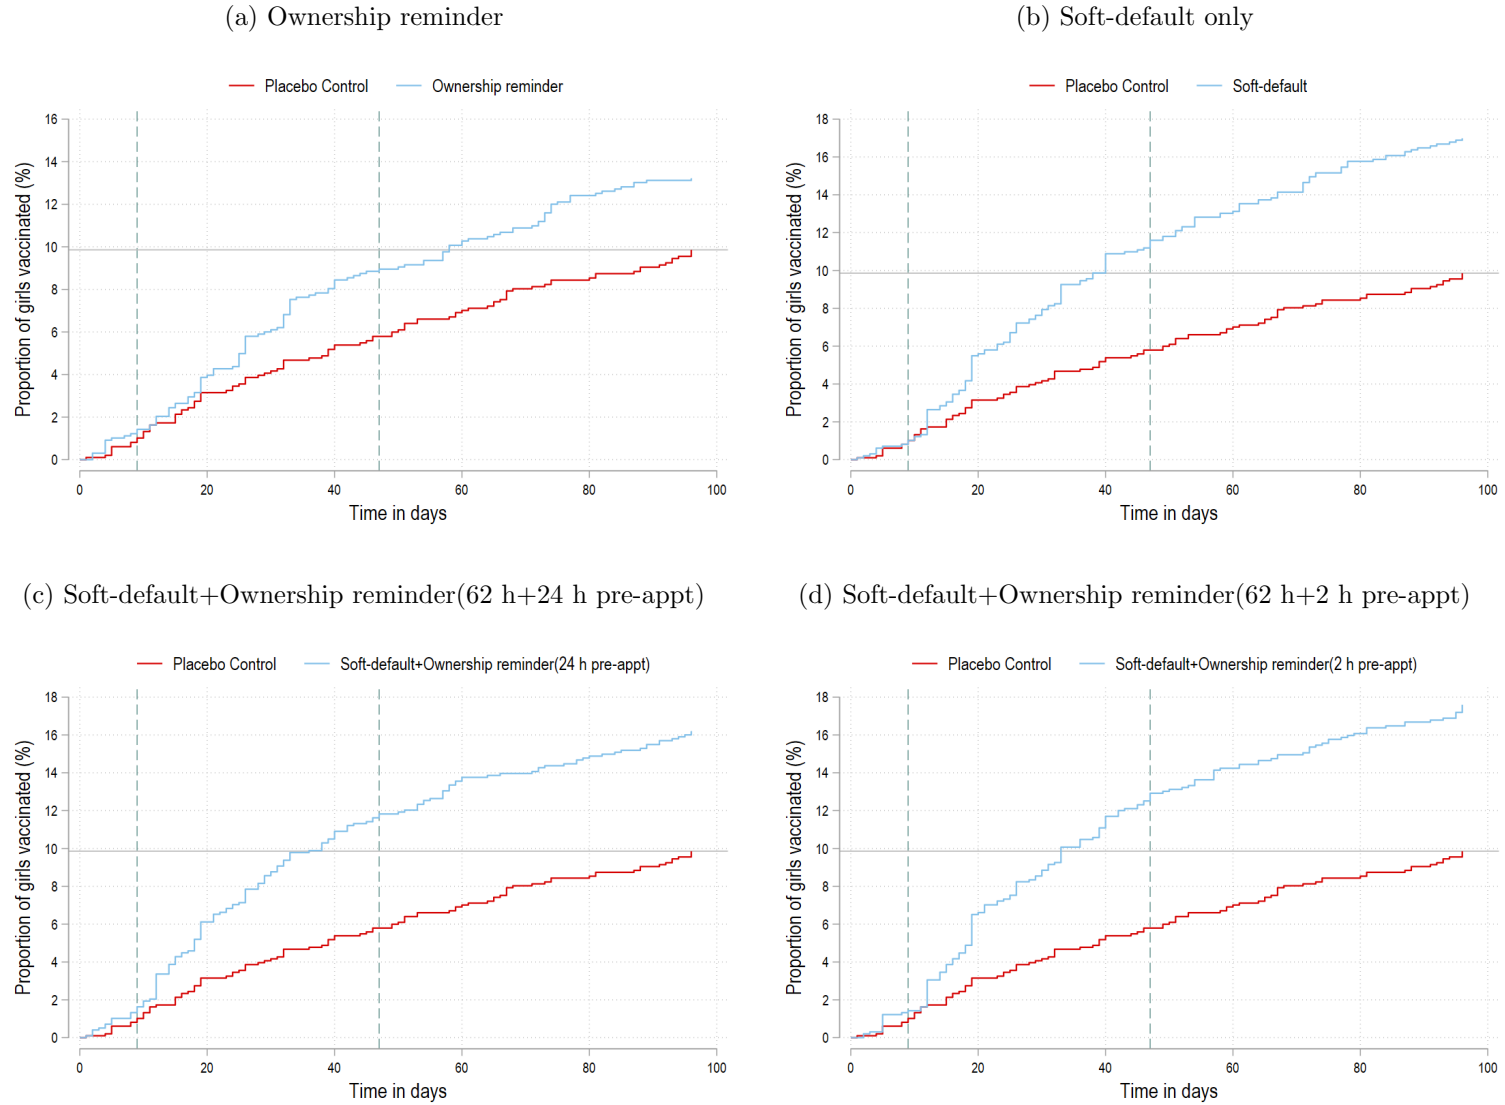 (a) Ownership reminder
Placebo Control Ownership reminder
Proportion of girls vaccinated (%)
16
14
12
10
8
6
4
2
0
0 20 40 60 80 100
Time in days
(b) Soft-default only
Placebo Control Soft-default
Proportion of girls vaccinated (%)
18
16
14
12
10
8
6
4
2
0
0 20 40 60 80 100
Time in days
(c) Soft-default+Ownership reminder(62 h+24 h pre-appt)
Placebo Control Soft-default+Ownership reminder(24 h pre-appt)
Proportion of girls vaccinated (%)
18
16
14
12
10
8
6
4
2
0
0 20 40 60 80 100
Time in days
(d) Soft-default+Ownership reminder(62 h+2 h pre-appt)
Placebo Control Soft-default+Ownership reminder(2 h pre-appt)
Proportion of girls vaccinated (%)
18
16
14
12
10
8
6
4
2
0
0 20 40 60 80 100
Time in days